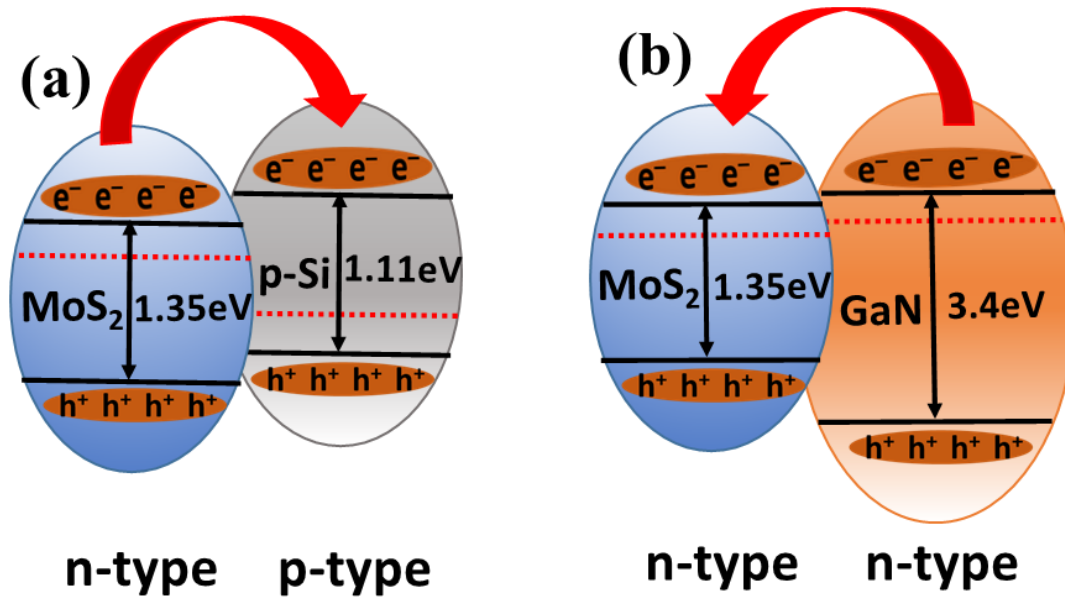 (a)
e⁻ e⁻ e⁻ e⁻
e⁻ e⁻ e⁻ e⁻
MoS₂ 1.35eV
p-Si 1.11eV
h⁺ h⁺ h⁺ h⁺
h⁺ h⁺ h⁺ h⁺
n-type p-type
(b)
e⁻ e⁻ e⁻ e⁻
e⁻ e⁻ e⁻ e⁻
MoS₂ 1.35eV
GaN 3.4eV
h⁺ h⁺ h⁺ h⁺
h⁺ h⁺ h⁺ h⁺
n-type n-type